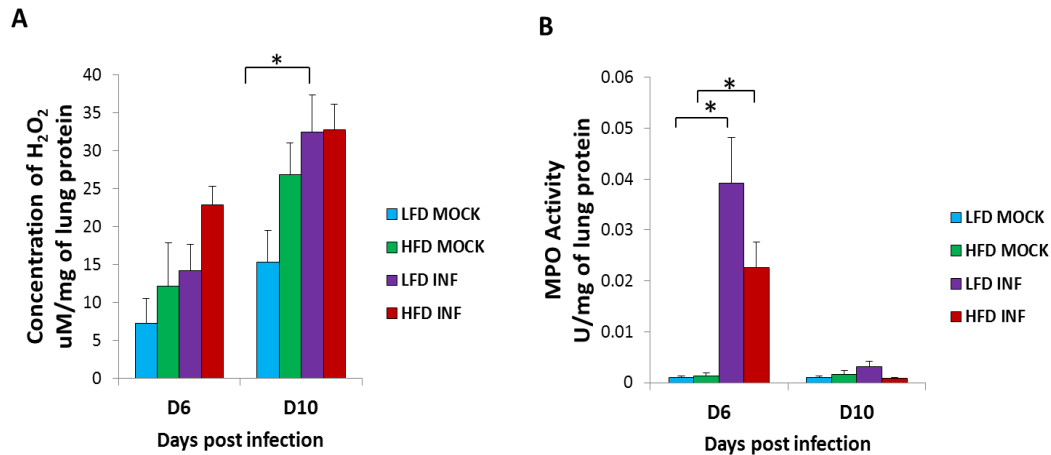 A
Concentration of H₂O₂
uM/mg of lung protein
40
35
30
25
20
15
10
5
0
*
D6
D10
Days post infection
LFD MOCK
HFD MOCK
LFD INF
HFD INF
B
MPO Activity
U/mg of lung protein
0.06
0.05
0.04
0.03
0.02
0.01
0
*
*
D6
D10
Days post infection
LFD MOCK
HFD MOCK
LFD INF
HFD INF